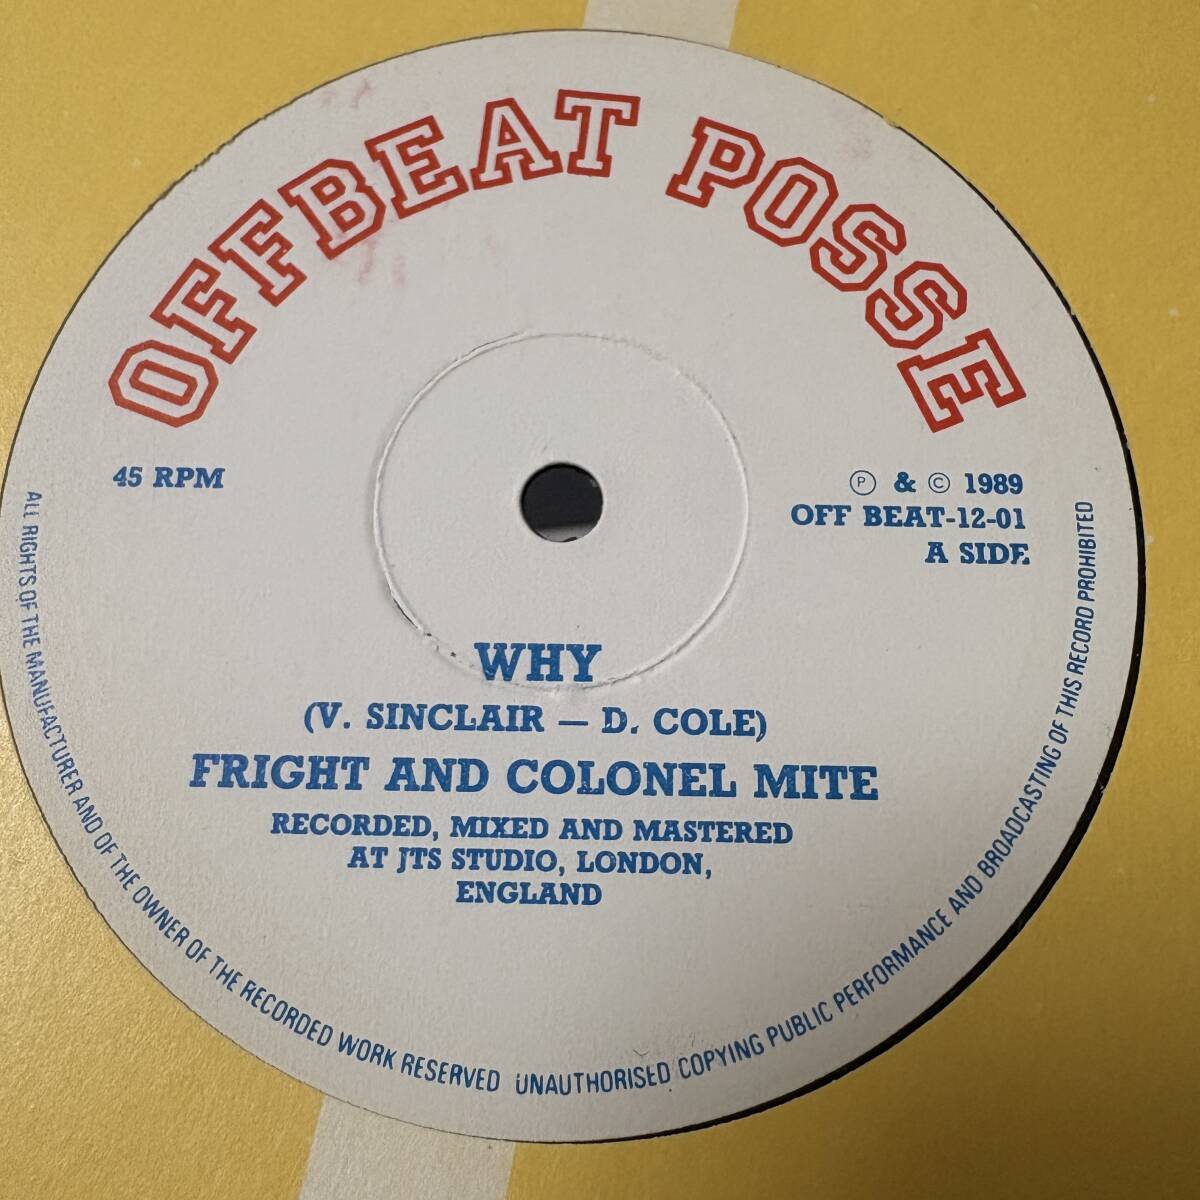 OFFBEAT POSSE
45 RPM
Ⓟ & © 1989
OFF BEAT-12-01
A SIDE
WHY
(V. SINCLAIR — D. COLE)
FRIGHT AND COLONEL MITE
RECORDED, MIXED AND MASTERED
AT JTS STUDIO, LONDON,
ENGLAND
ALL RIGHTS OF THE MANUFACTURER AND OF THE OWNER OF THE RECORDED WORK RESERVED UNAUTHORISED COPYING PUBLIC PERFORMANCE AND BROADCASTING OF THIS RECORD PROHIBITED